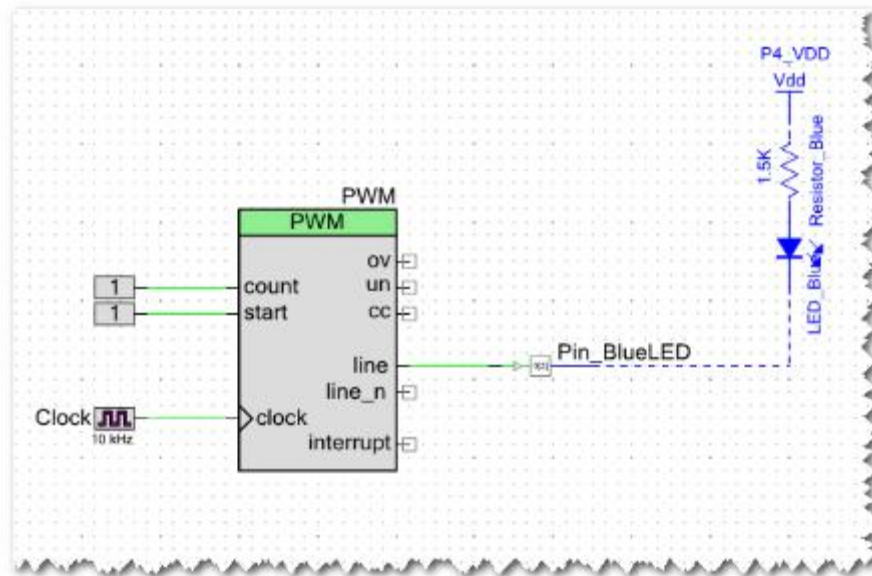 P4_VDD
Vdd
1.5K
Resistor_Blue
LED_Blue
PWM
PWM
ov
1
count
un
1
start
cc
line
Pin_BlueLED
line_n
Clock
10 kHz
clock
interrupt